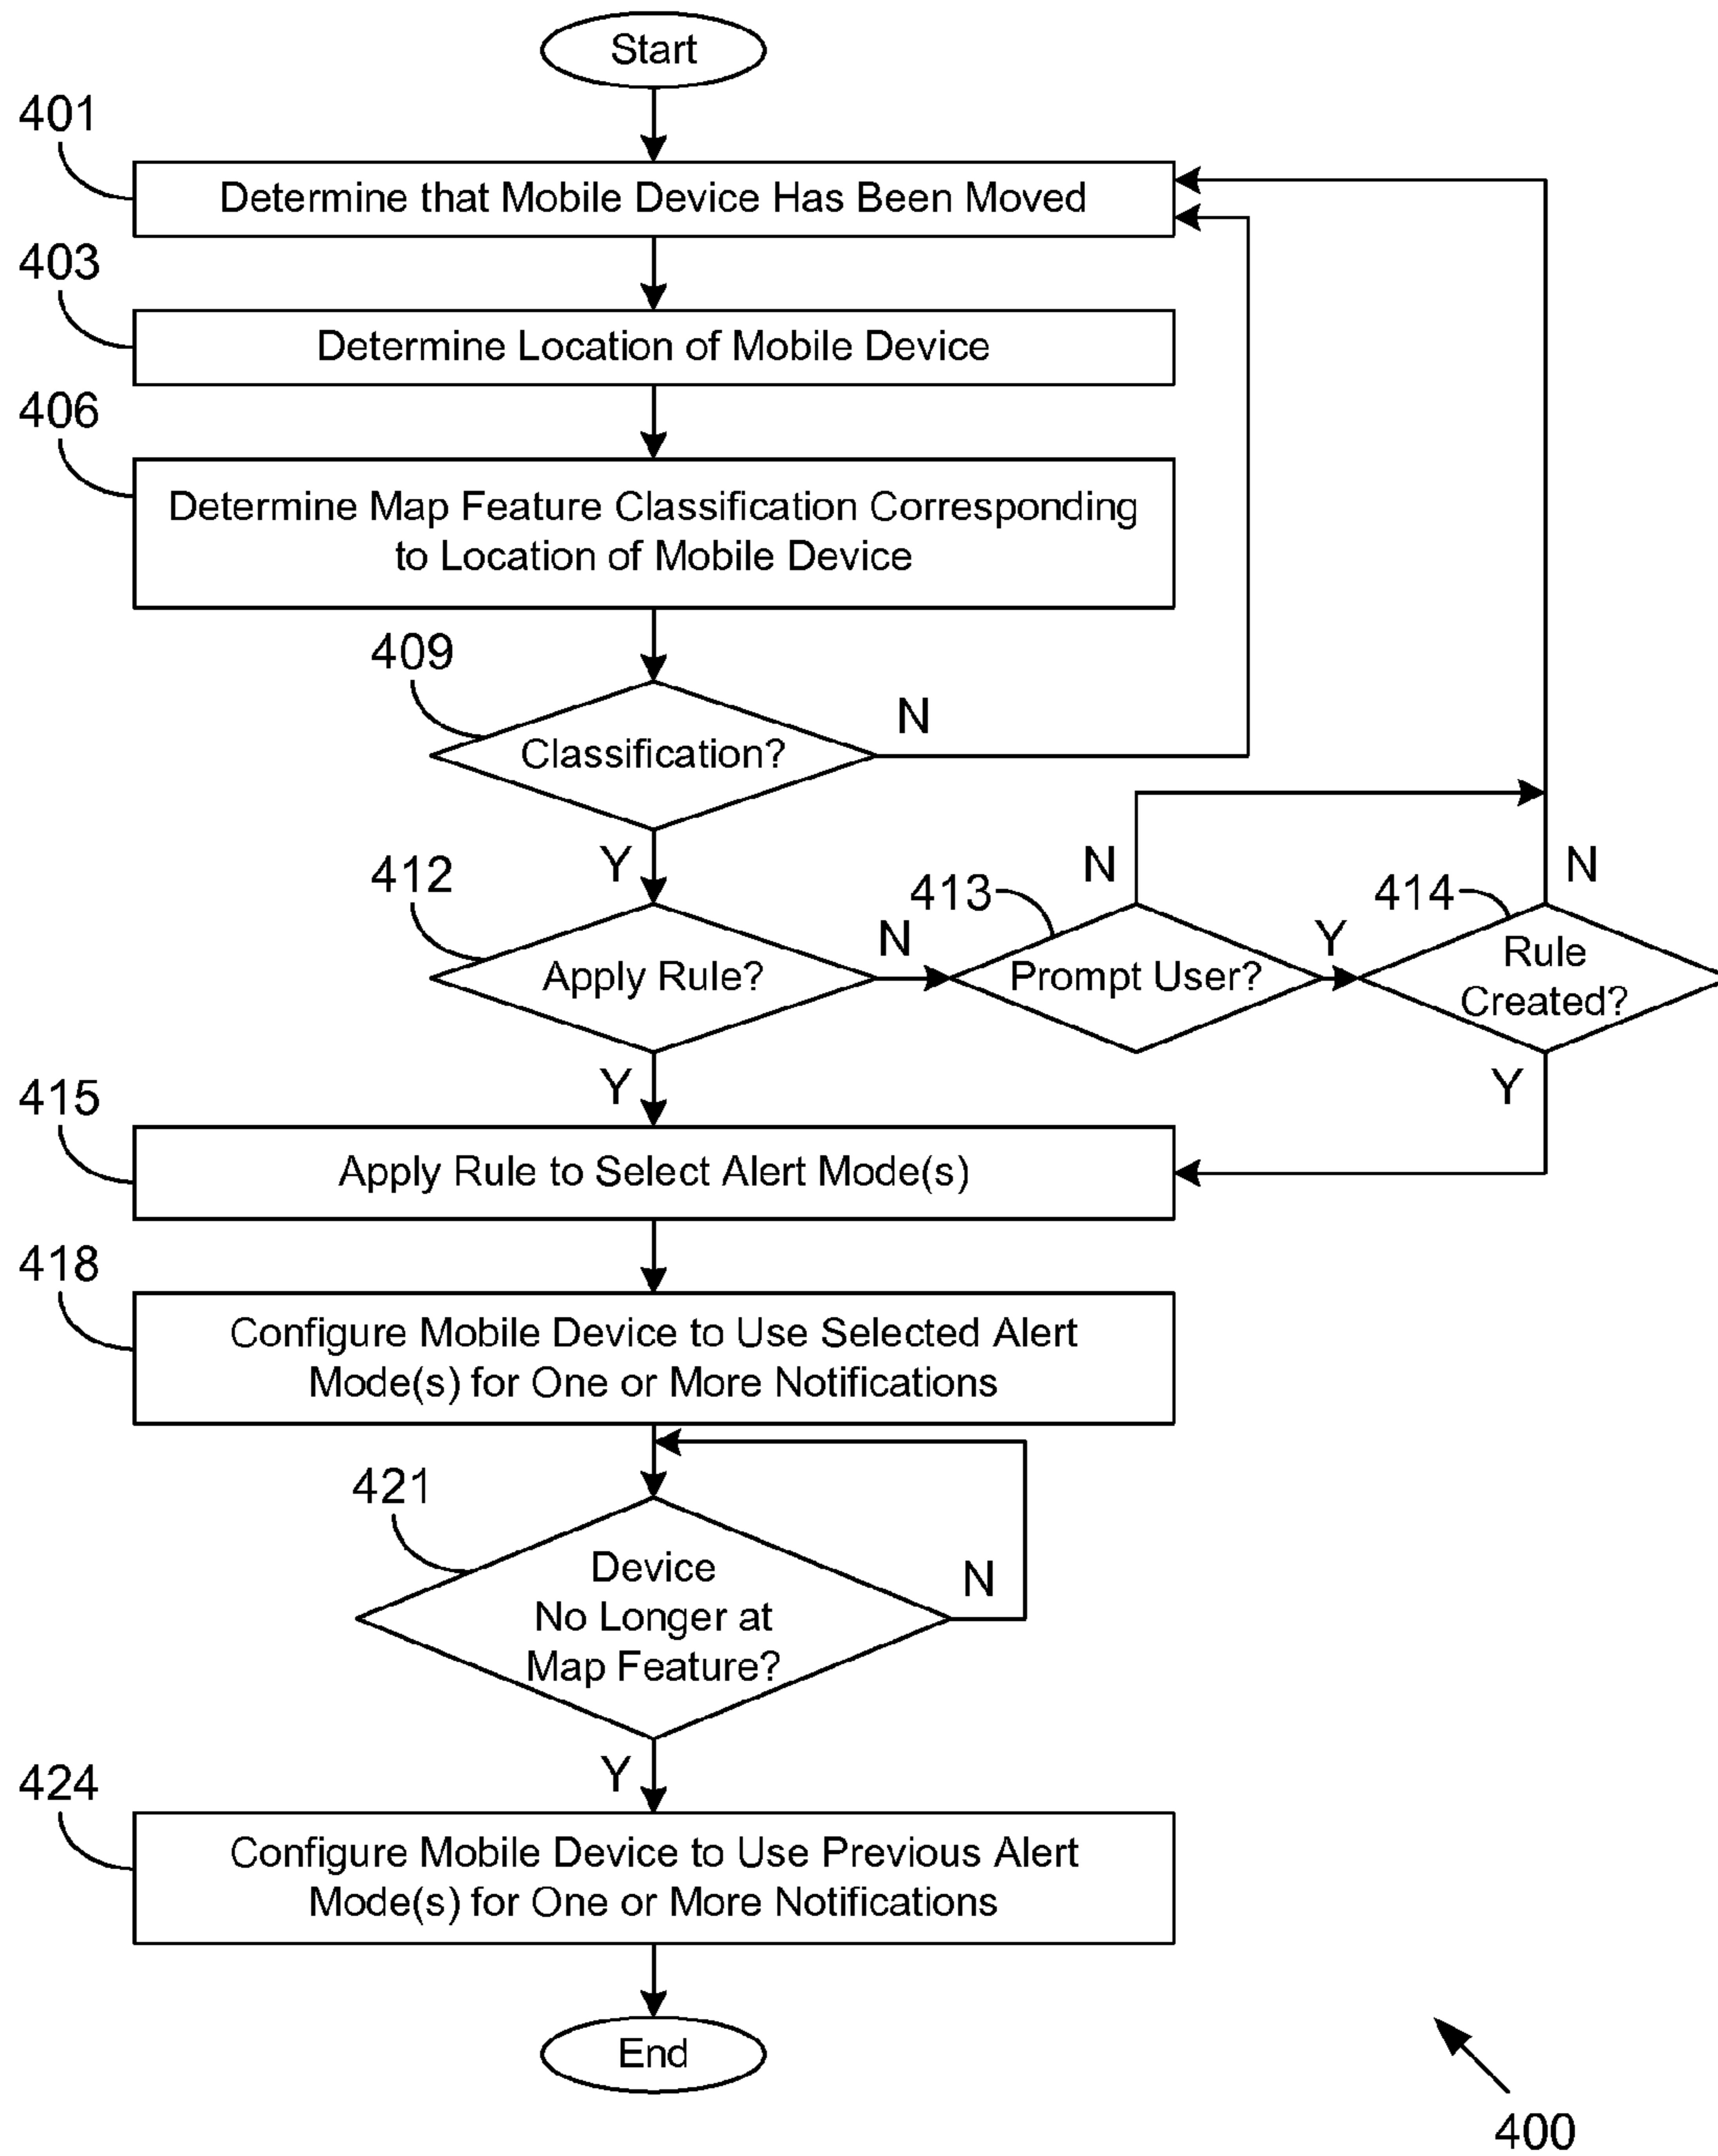 Start
401
Determine that Mobile Device Has Been Moved
403
Determine Location of Mobile Device
406
Determine Map Feature Classification Corresponding
to Location of Mobile Device
409
Classification?
N
Y
412
Apply Rule?
N
413
Prompt User?
N
Y
414
Rule
Created?
N
Y
Y
415
Apply Rule to Select Alert Mode(s)
418
Configure Mobile Device to Use Selected Alert
Mode(s) for One or More Notifications
421
Device
No Longer at
Map Feature?
N
Y
424
Configure Mobile Device to Use Previous Alert
Mode(s) for One or More Notifications
End
400